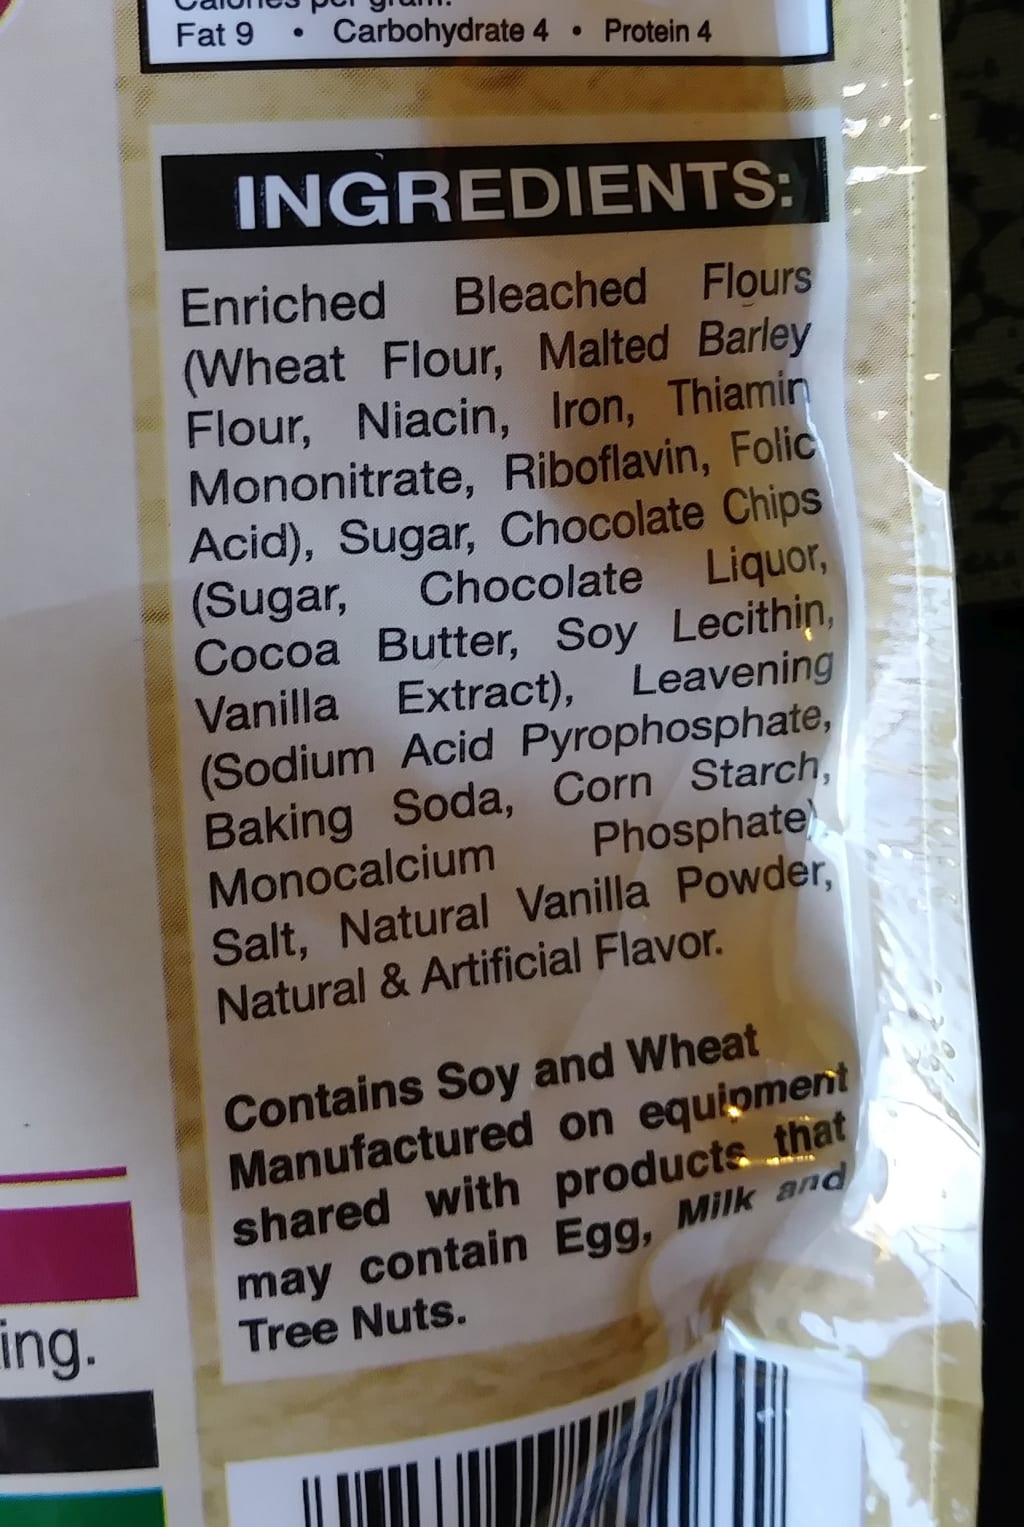 Calories per gram:
Fat 9 • Carbohydrate 4 • Protein 4
INGREDIENTS:
Enriched Bleached Flours
(Wheat Flour, Malted Barley
Flour, Niacin, Iron, Thiamin
Mononitrate, Riboflavin, Folic
Acid), Sugar, Chocolate Chips
(Sugar, Chocolate Liquor,
Cocoa Butter, Soy Lecithin,
Vanilla Extract), Leavening
(Sodium Acid Pyrophosphate,
Baking Soda, Corn Starch,
Monocalcium Phosphate)
Salt, Natural Vanilla Powder,
Natural & Artificial Flavor.
Contains Soy and Wheat
Manufactured on equipment
shared with products that
may contain Egg, Milk and
Tree Nuts.
ing.